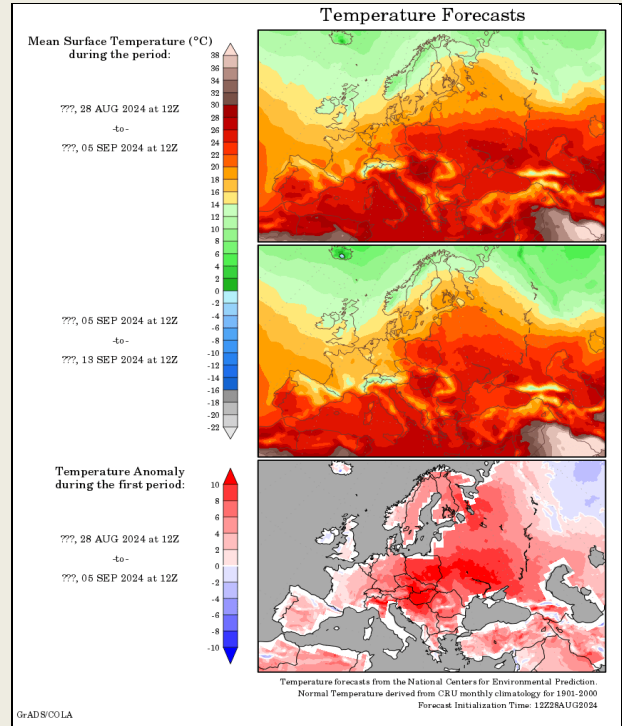 Temperature Forecasts
Mean Surface Temperature (°C)
during the period:
???, 28 AUG 2024 at 12Z
-to-
???, 05 SEP 2024 at 12Z
38
36
34
32
30
28
26
24
22
20
18
16
14
12
10
8
6
4
2
0
-2
-4
-6
-8
-10
-12
-14
-16
-18
-20
-22
???, 05 SEP 2024 at 12Z
-to-
???, 13 SEP 2024 at 12Z
Temperature Anomaly
during the first period:
???, 28 AUG 2024 at 12Z
-to-
???, 05 SEP 2024 at 12Z
10
8
6
4
2
0
-2
-4
-6
-8
-10
Temperature forecasts from the National Centers for Environmental Prediction.
Normal Temperature derived from CRU monthly climatology for 1901-2000
Forecast Initialization Time: 12Z28AUG2024
GrADS/COLA